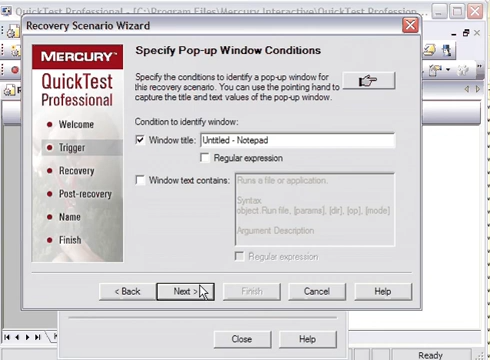 QuickTest Professional - [C:\Program Files\Mercury Interactive\QuickTest Profession
Recovery Scenario Wizard
MERCURY
QuickTest
Professional
Welcome
Trigger
Recovery
Post-recovery
Name
Finish
Specify Pop-up Window Conditions
Specify the conditions to identify a pop-up window for
this recovery scenario. You can use the pointing hand to
capture the title and text values of the pop-up window.
Condition to identify window:
Window title:
Untitled - Notepad
Regular expression
Window text contains:
Runs a file or application.
Syntax
object.Run file, [params], [dir], [op], [mode]
Argument Description
Regular expression
< Back
Next >
Finish
Cancel
Help
Close
Help
Ready